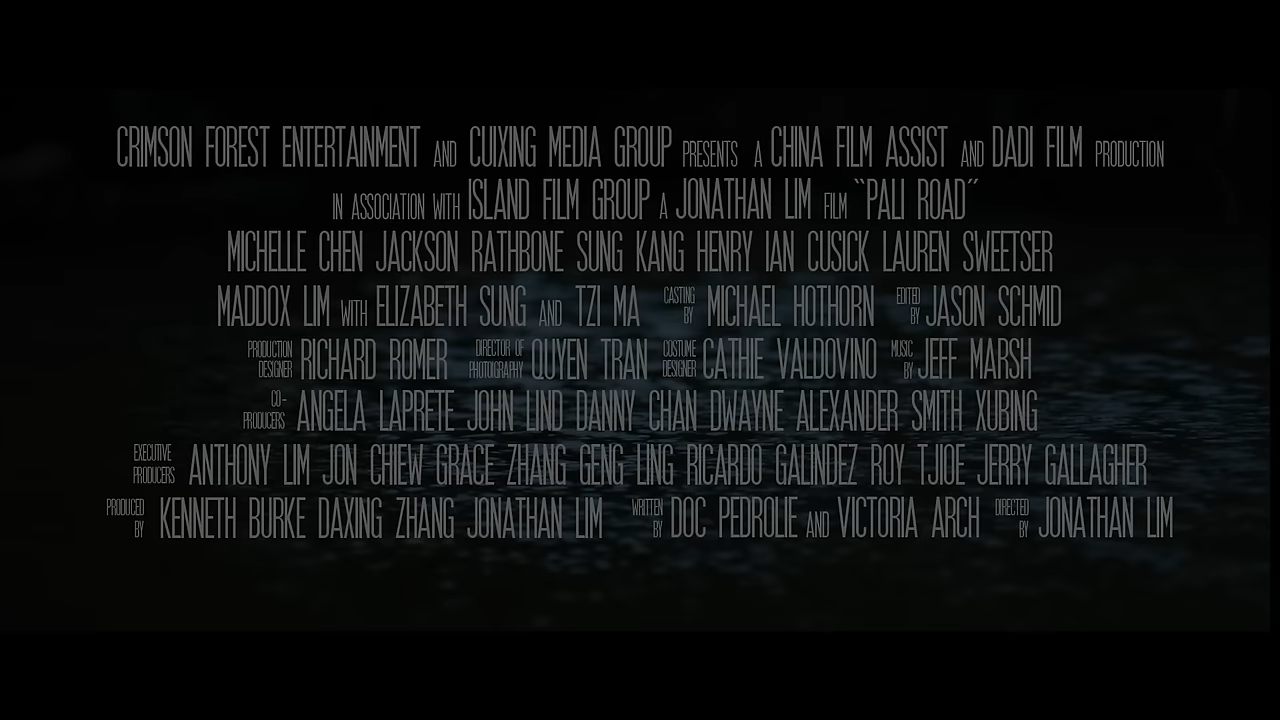 CRIMSON FOREST ENTERTAINMENT AND CUIXING MEDIA GROUP PRESENTS A CHINA FILM ASSIST AND DADI FILM PRODUCTION
IN ASSOCIATION WITH ISLAND FILM GROUP A JONATHAN LIM FILM "PALI ROAD"
MICHELLE CHEN JACKSON RATHBONE SUNG KANG HENRY IAN CUSICK LAUREN SWEETSER
MADDOX LIM WITH ELIZABETH SUNG AND TZI MA CASTING BY MICHAEL HOTHORN EDITED BY JASON SCHMID
PRODUCTION DESIGNER RICHARD ROMER DIRECTOR OF PHOTOIGRAPHY QUYEN TRAN COSTUME DESIGNER CATHIE VALDOVINO MUSIC BY JEFF MARSH
CO-PRODUCERS ANGELA LAPRETE JOHN LIND DANNY CHAN DWAYNE ALEXANDER SMITH XUBING
EXECUTIVE PRODUCERS ANTHONY LIM JON CHIEW GRACE ZHANG GENG LING RICARDO GALINDEZ ROY TJIOE JERRY GALLAGHER
PRODUCED BY KENNETH BURKE DAXING ZHANG JONATHAN LIM WRITTEN BY DOC PEDROLIE AND VICTORIA ARCH DIRECTED BY JONATHAN LIM